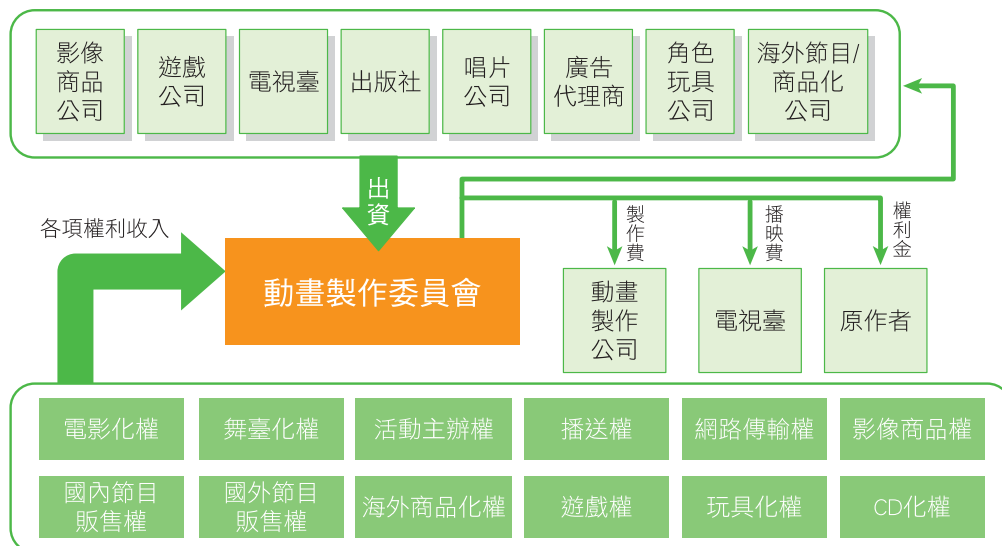 影像
商品
公司
遊戲
公司
電視臺
出版社
唱片
公司
廣告
代理商
角色
玩具
公司
海外節目/
商品化
公司
出資
各項權利收入
動畫製作委員會
製作費
播映費
權利金
動畫
製作
公司
電視臺
原作者
電影化權
舞臺化權
活動主辦權
播送權
網路傳輸權
影像商品權
國內節目
販售權
國外節目
販售權
海外商品化權
遊戲權
玩具化權
CD化權